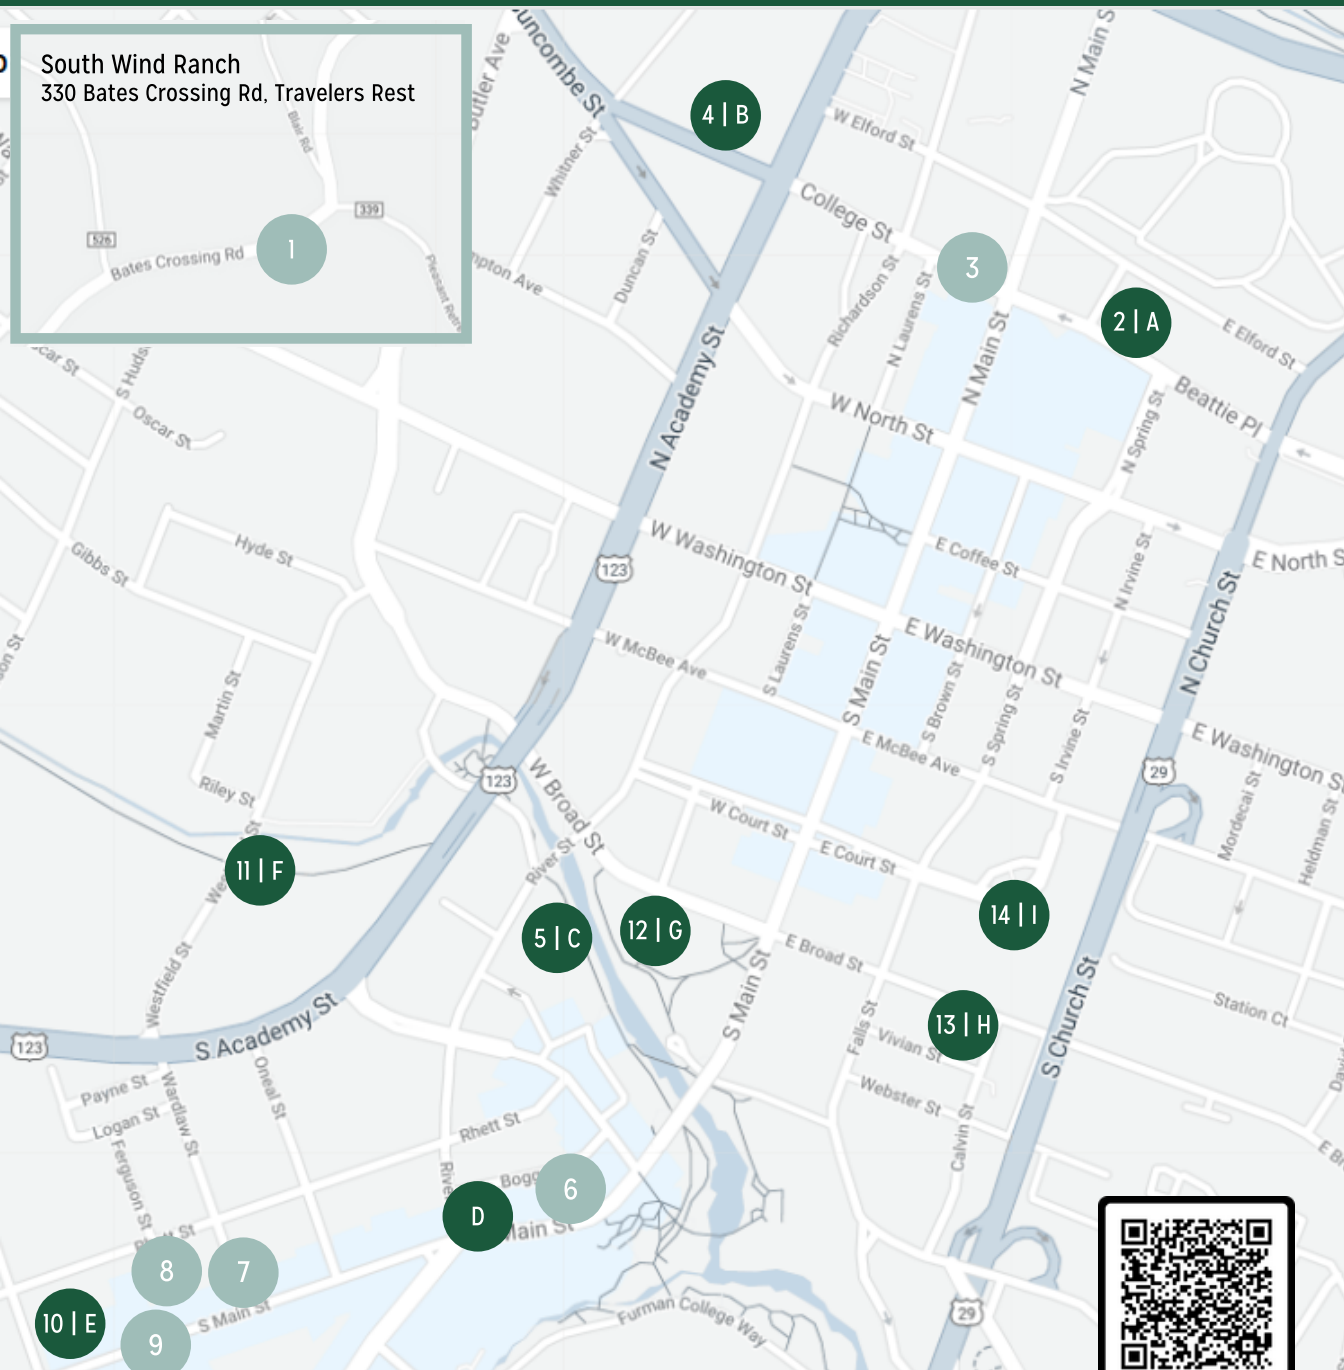 South Wind Ranch
330 Bates Crossing Rd, Travelers Rest
Blair Rd
339
526
Bates Crossing Rd
1
Buncombe St
Butler Ave
4 | B
N Main St
W Elford St
Whitner St
College St
3
Duncan St
Richardson St
N Laurens St
2 | A
E Elford St
N Main St
N Academy St
S Hudson
Oscar St
W North St
Beattie Pl
N Spring St
123
W Washington St
E Coffee St
E North S
Hyde St
Gibbs St
N Irvine St
N Church St
W McBee Ave
S Laurens St
E Washington St
Martin St
S Main St
S Brown St
S Spring St
S Irvine St
E McBee Ave
E Washington St
29
123
W Broad St
Riley St
W Court St
E Court St
Mordecai St
Heldman St
River St
11 | F
5 | C
12 | G
14 | I
E Broad St
Westfield St
S Main St
S Church St
Station Ct
123
S Academy St
Falls St
Vivian St
13 | H
Payne St
Logan St
Wardlaw St
Oneal St
Webster St
Calvin St
Rhett St
Ferguson St
D
6
Main St
8
7
10 | E
9
S Main St
Furman College Way
29